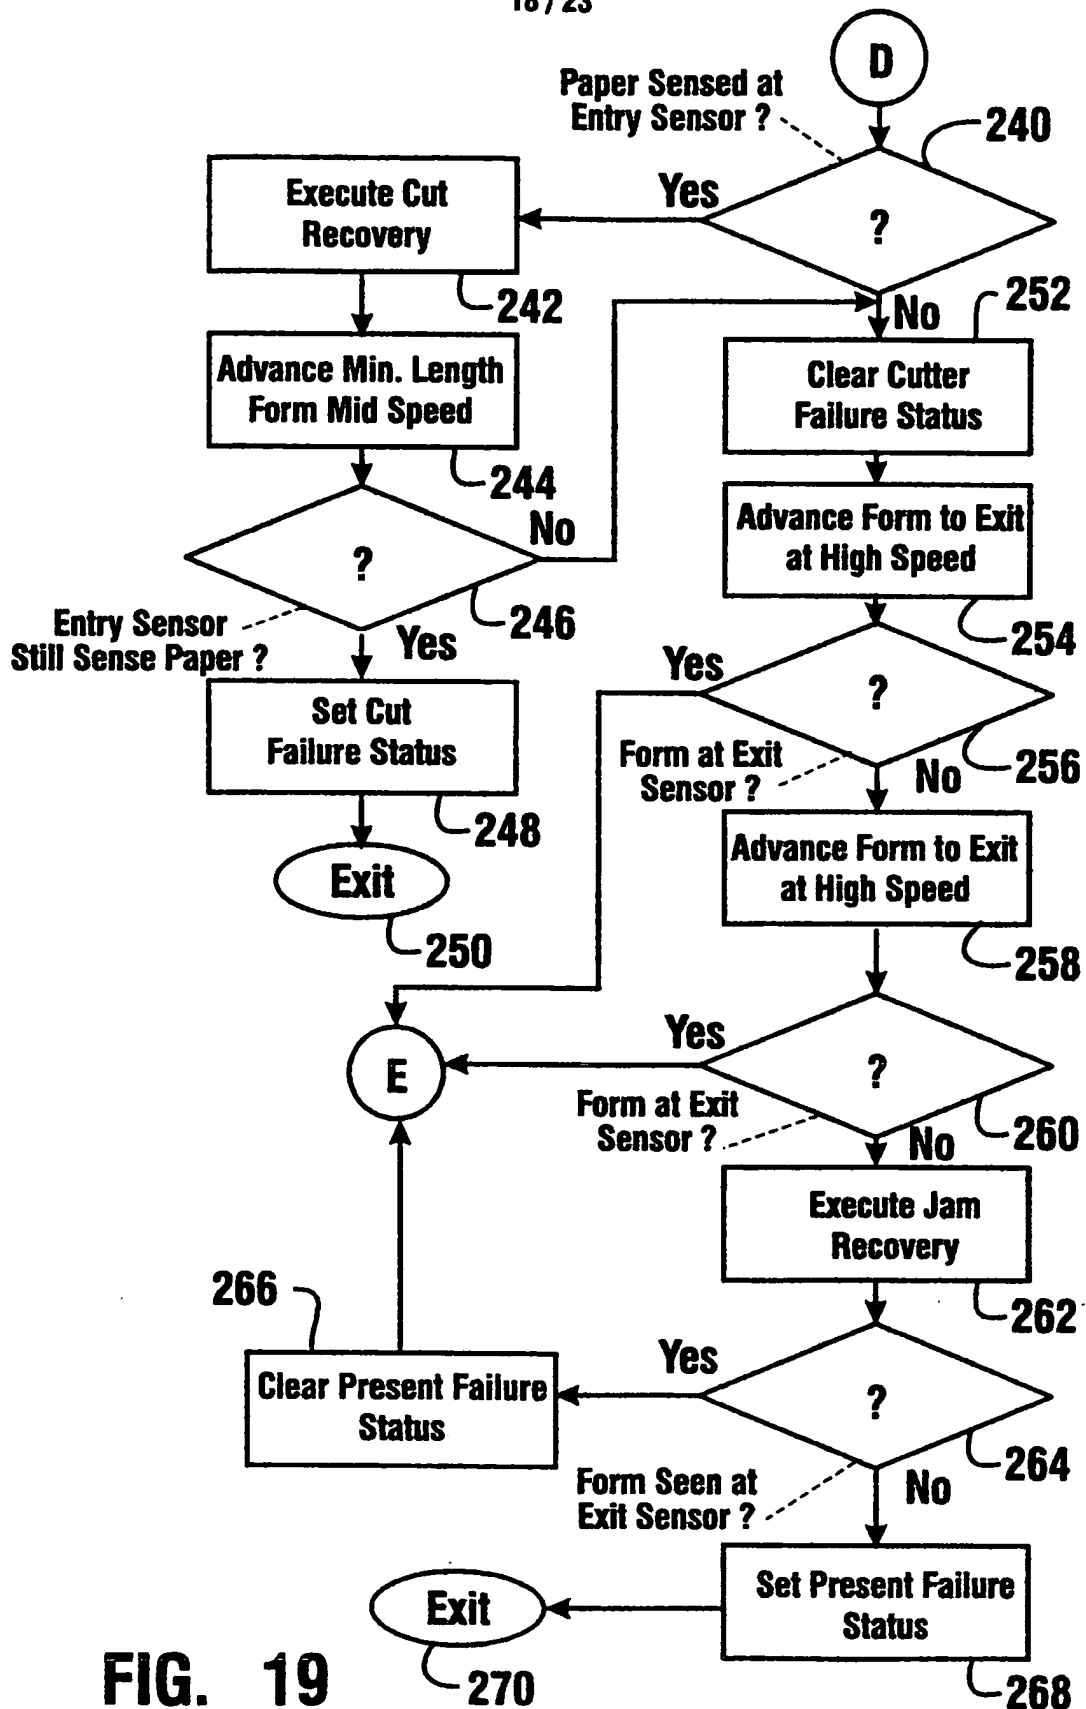 18 / 23
D
Paper Sensed at
Entry Sensor ?
240
?
Yes
Execute Cut
Recovery
242
No
252
Advance Min. Length
Form Mid Speed
244
Clear Cutter
Failure Status
?
No
246
Entry Sensor
Still Sense Paper ?
Yes
Advance Form to Exit
at High Speed
254
Set Cut
Failure Status
248
Exit
250
?
Yes
Form at Exit
Sensor ?
No
256
Advance Form to Exit
at High Speed
258
E
?
Yes
Form at Exit
Sensor ?
No
260
Execute Jam
Recovery
262
266
Clear Present Failure
Status
?
Yes
264
Form Seen at
Exit Sensor ?
No
Set Present Failure
Status
268
Exit
270
FIG. 19